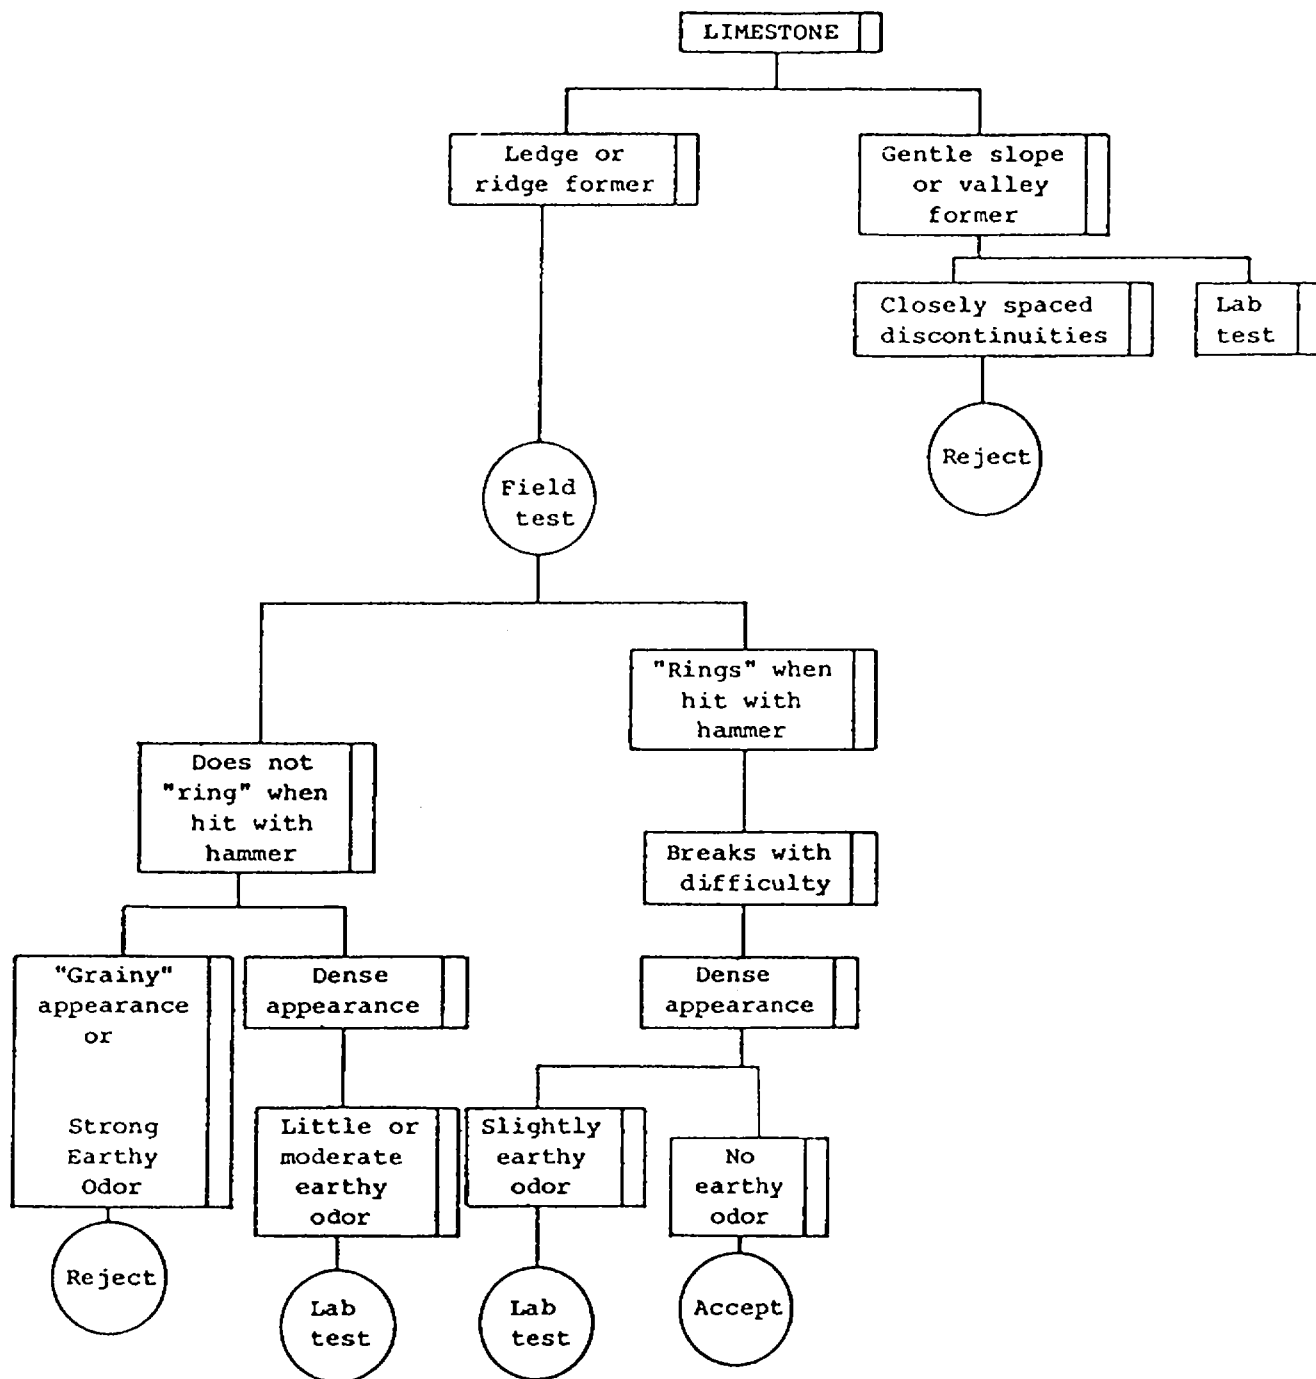 LIMESTONE
Ledge or
ridge former
Gentle slope
or valley
former
Closely spaced
discontinuities
Lab
test
Reject
Field
test
"Rings" when
hit with
hammer
Does not
"ring" when
hit with
hammer
Breaks with
difficulty
"Grainy"
appearance
or
Strong
Earthy
Odor
Dense
appearance
Dense
appearance
Little or
moderate
earthy
odor
Slightly
earthy
odor
No
earthy
odor
Reject
Lab
test
Lab
test
Accept